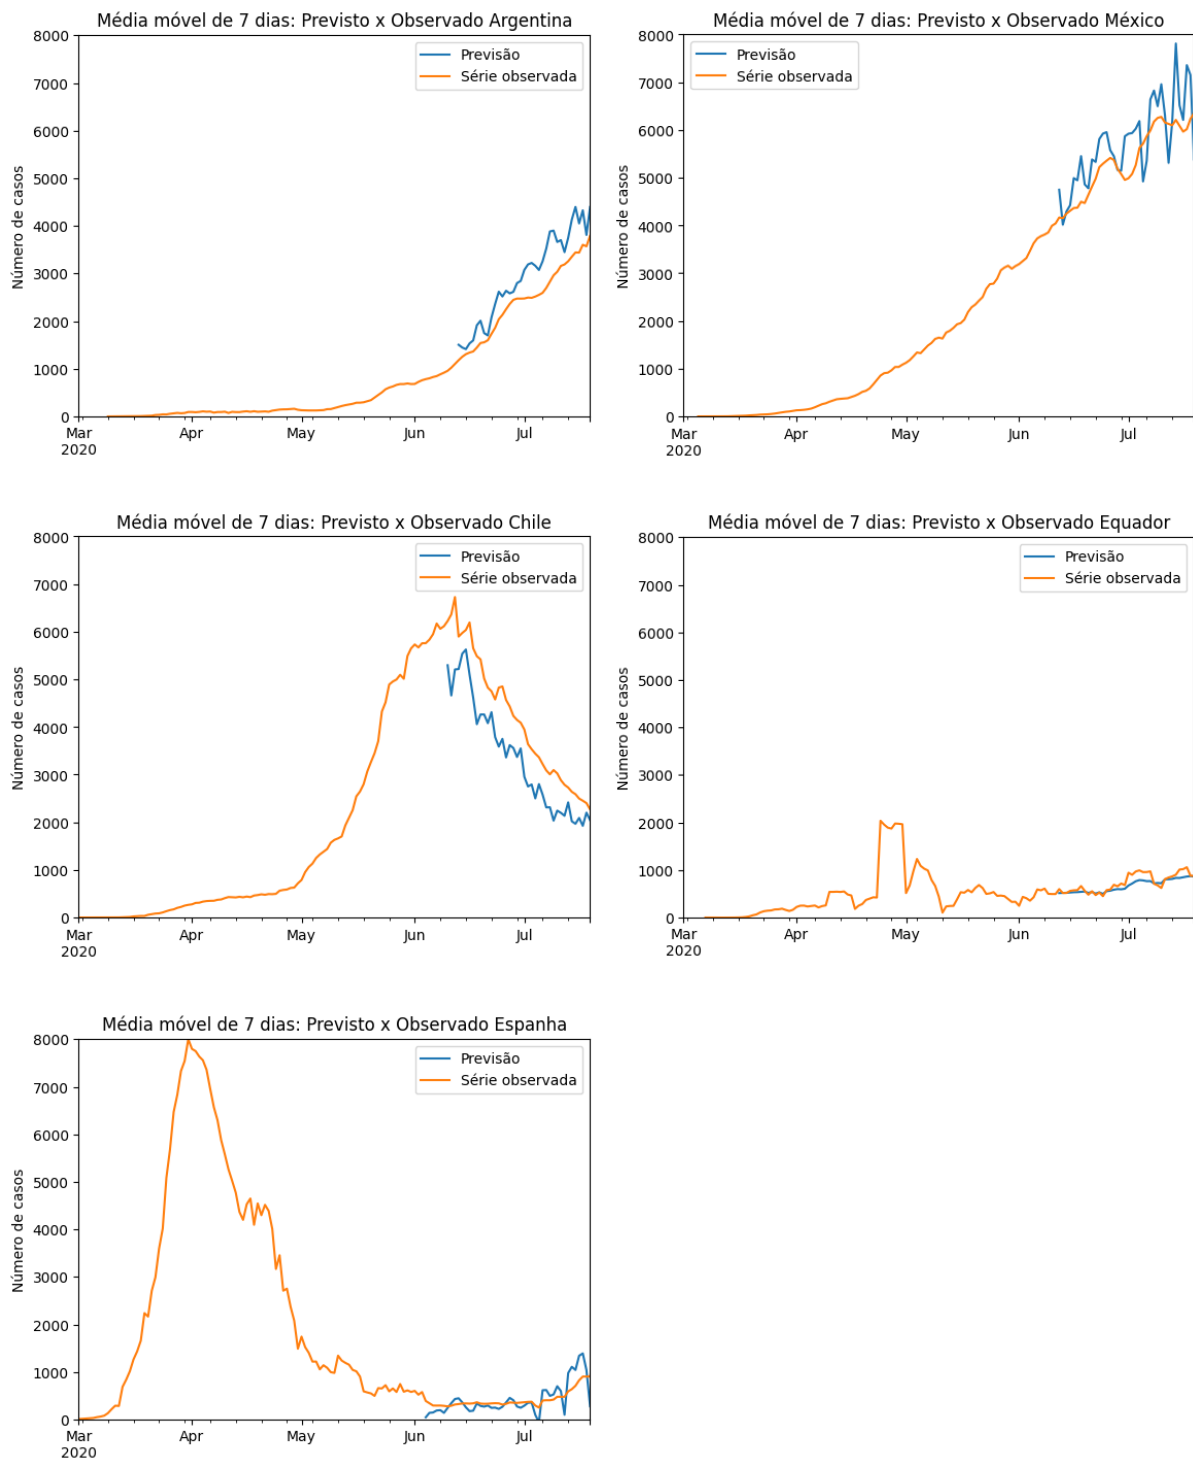 Média móvel de 7 dias: Previsto x Observado Argentina
8000
7000
6000
5000
4000
3000
2000
1000
0
Número de casos
Previsão
Série observada
Mar
2020
Apr
May
Jun
Jul
Média móvel de 7 dias: Previsto x Observado México
8000
7000
6000
5000
4000
3000
2000
1000
0
Número de casos
Previsão
Série observada
Mar
2020
Apr
May
Jun
Jul
Média móvel de 7 dias: Previsto x Observado Chile
8000
7000
6000
5000
4000
3000
2000
1000
0
Número de casos
Previsão
Série observada
Mar
2020
Apr
May
Jun
Jul
Média móvel de 7 dias: Previsto x Observado Equador
8000
7000
6000
5000
4000
3000
2000
1000
0
Número de casos
Previsão
Série observada
Mar
2020
Apr
May
Jun
Jul
Média móvel de 7 dias: Previsto x Observado Espanha
8000
7000
6000
5000
4000
3000
2000
1000
0
Número de casos
Previsão
Série observada
Mar
2020
Apr
May
Jun
Jul